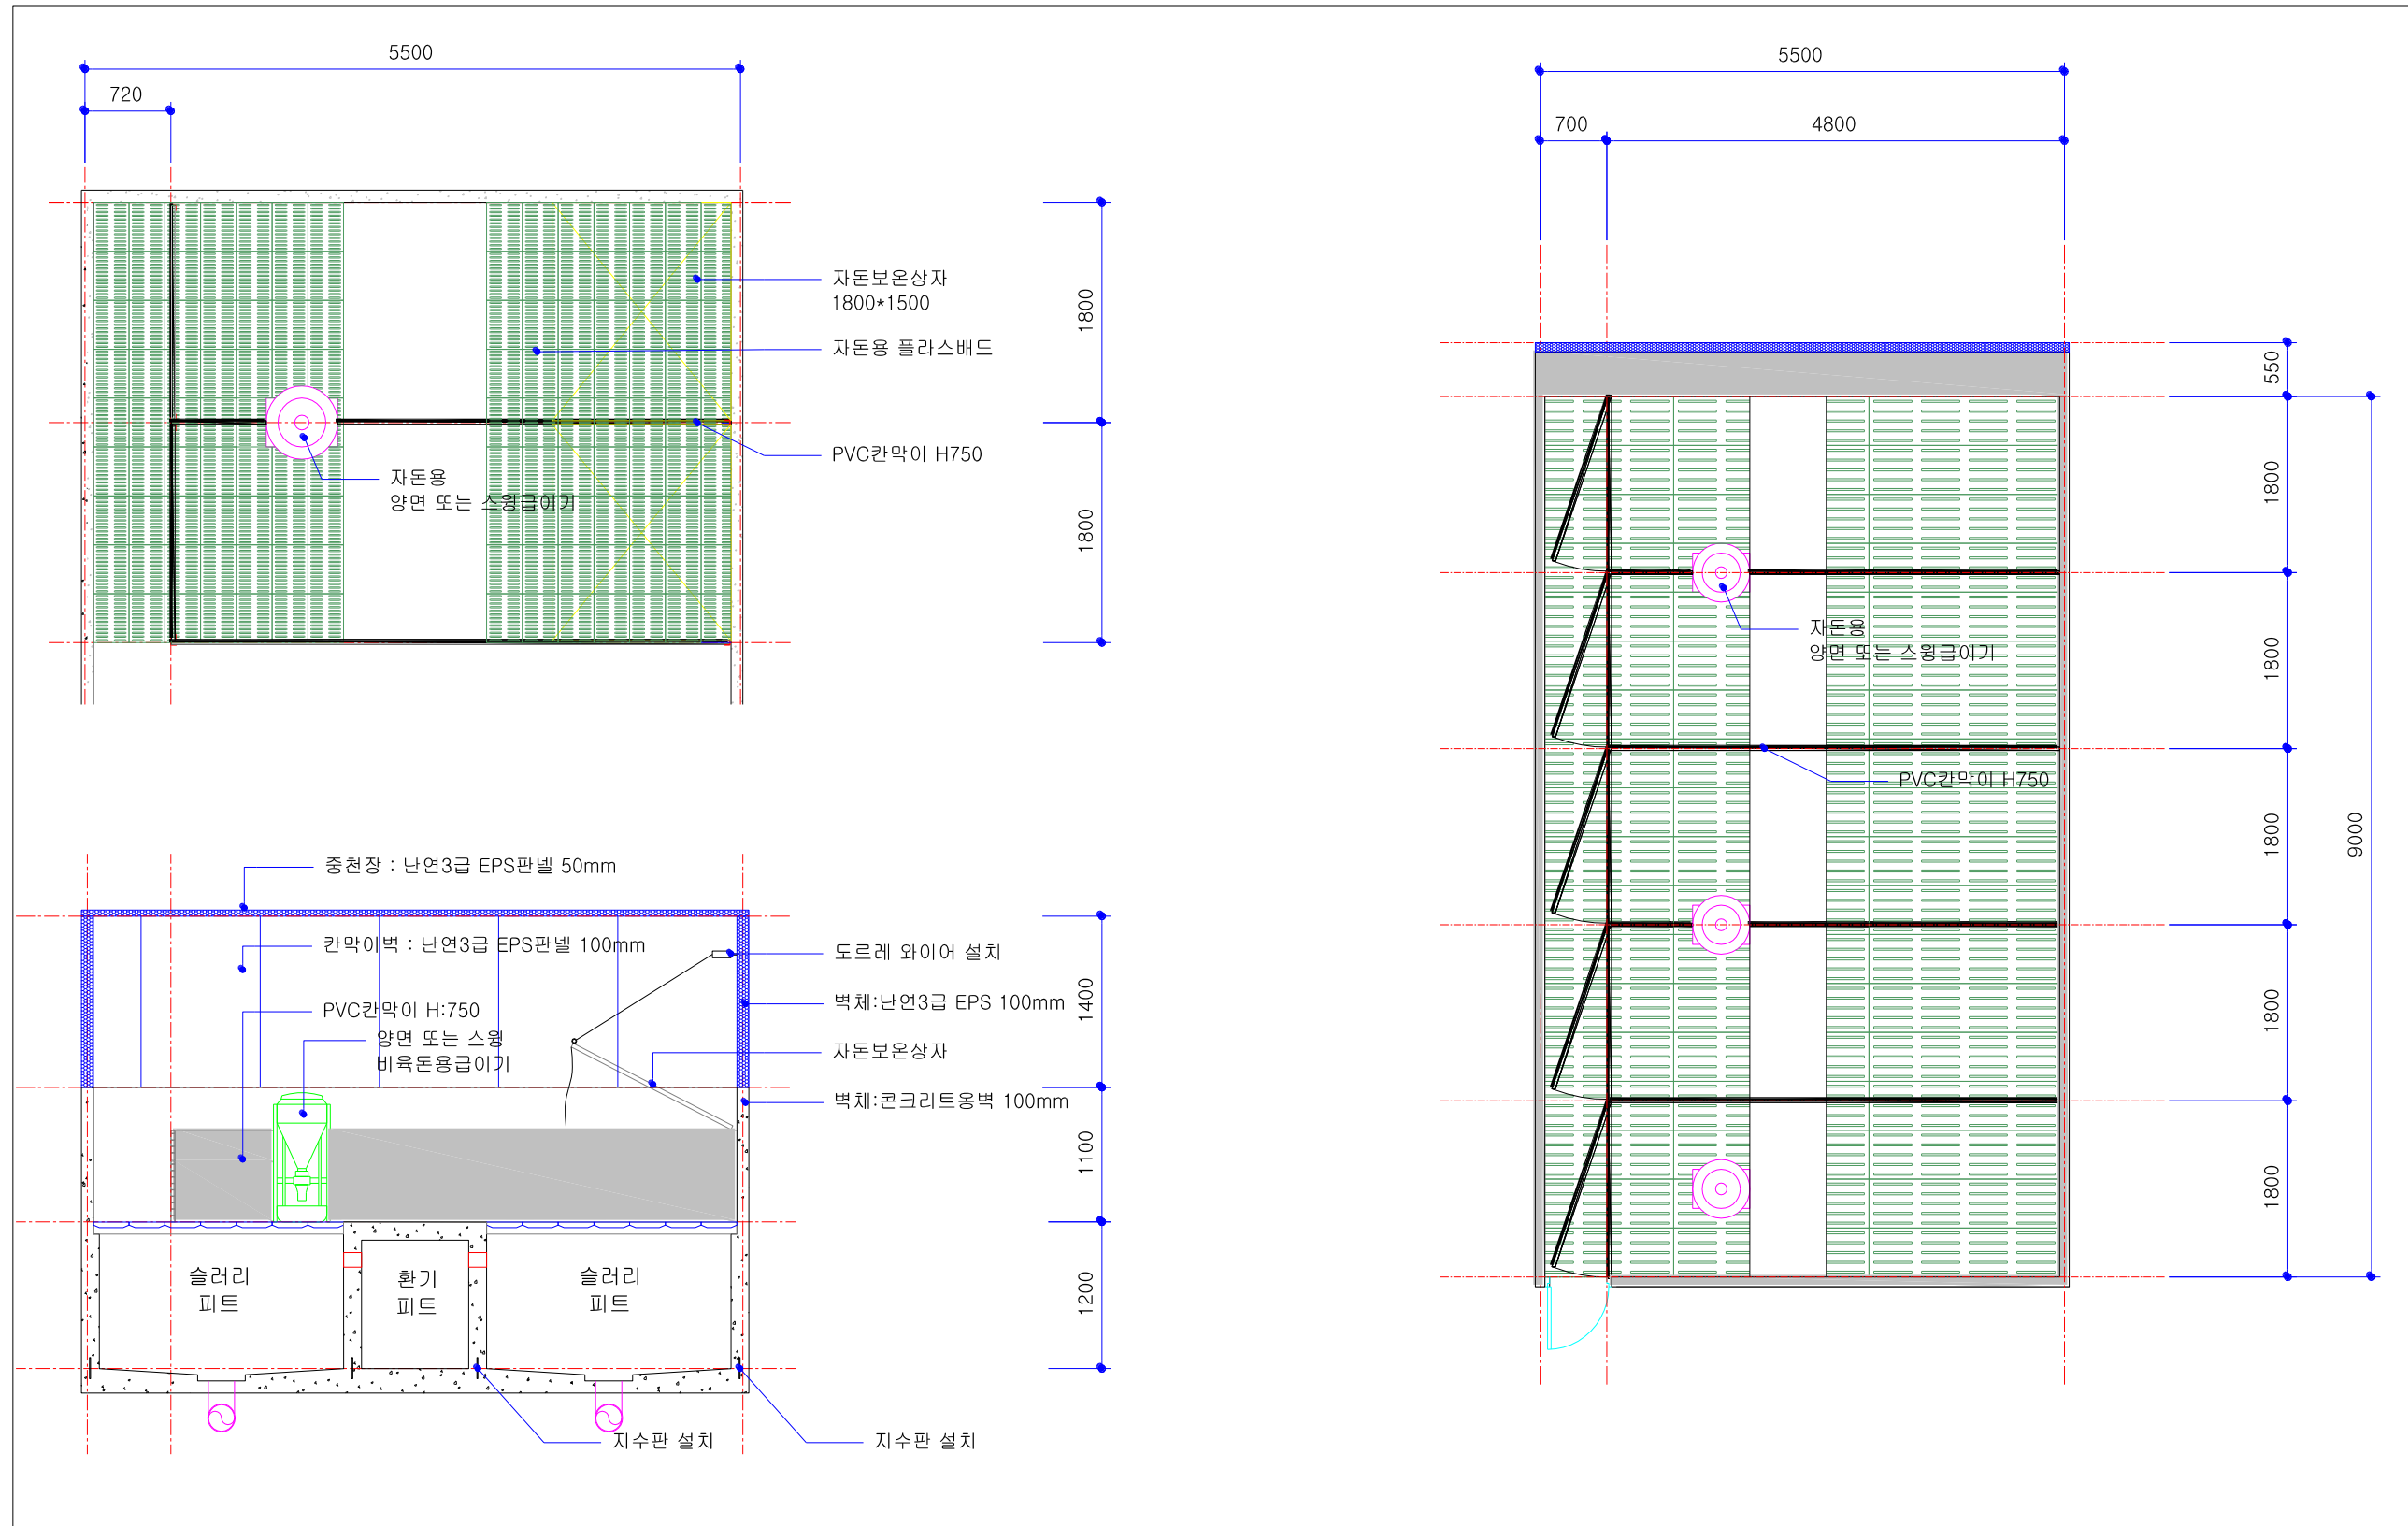 5500
720
자돈보온상자
1800*1500
자돈용 플라스배드
PVC칸막이 H750
자돈용
양면 또는 스윙급이기
1800
1800
중천장 : 난연3급 EPS판넬 50mm
칸막이벽 : 난연3급 EPS판넬 100mm
PVC칸막이 H:750
양면 또는 스윙
비육돈용급이기
도르레 와이어 설치
벽체:난연3급 EPS 100mm
자돈보온상자
벽체:콘크리트옹벽 100mm
1400
1100
1200
슬러리
피트
환기
피트
슬러리
피트
지수판 설치
지수판 설치
5500
700
4800
550
1800
1800
1800
1800
1800
9000
자돈용
양면 또는 스윙급이기
PVC칸막이 H750